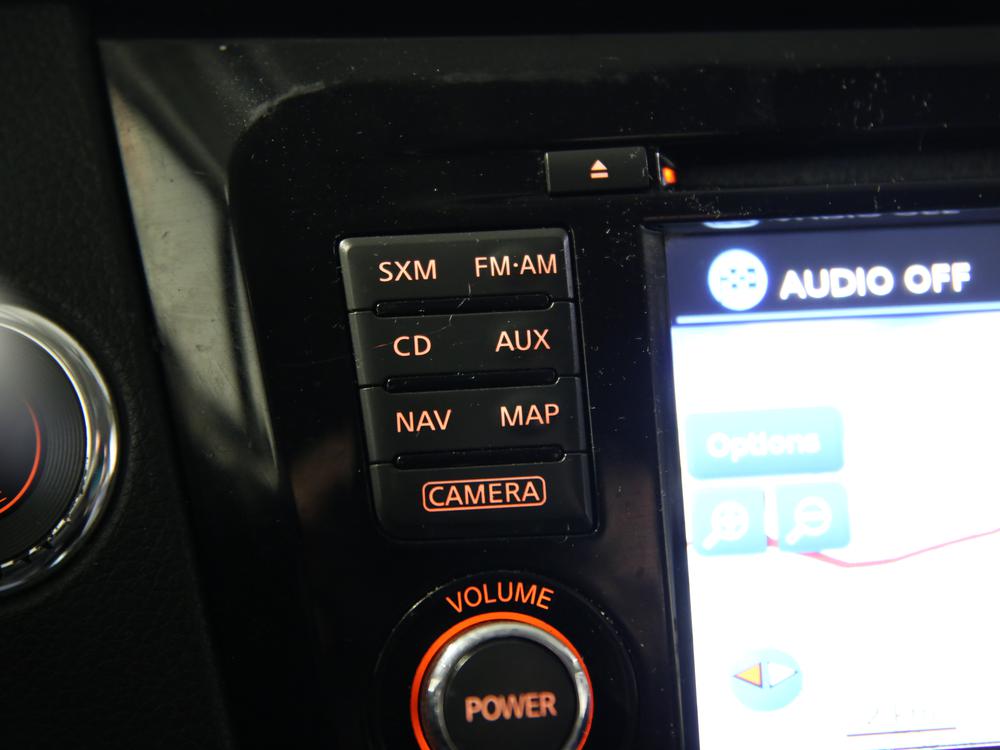 SXM FM·AM
CD AUX
NAV MAP
CAMERA
VOLUME
POWER
AUDIO OFF
Options